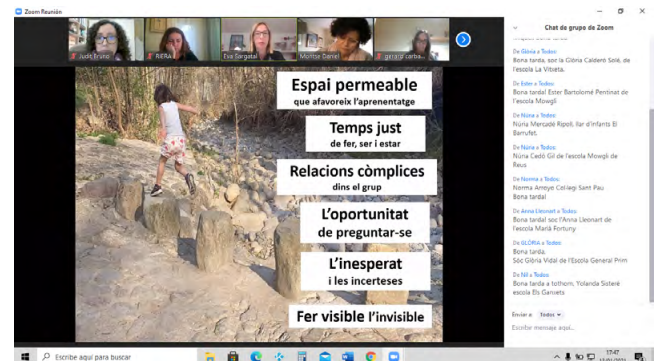 Zoom Reunión
Judit Eruno
RIERA
Eva Sargatal
Montse Daniel
gerard carba...
Espai permeable
que afavoreix l'aprenentatge
Temps just
de fer, ser i estar
Relacions còmplices
dins el grup
L'oportunitat
de preguntar-se
L'inesperat
i les incerteses
Fer visible l'invisible
Chat de grupo de Zoom
De Glòria a Todos:
Bona tarda, soc la Glòria Calderó Solé, de
l'escola La Vitxeta.
De Ester a Todos:
Bona tarda! Ester Bartolomé Pentinat de
l'escola Mowgli
De Núria a Todos:
Núria Mercadé Ripoll, llar d'infants El
Barrufet.
De Núria a Todos:
Núria Cedó Gil de l'escola Mowgli de
Reus
De Norma a Todos:
Norma Arroyo Col·legi Sant Pau
Bona tarda!
De Anna Lleonart a Todos:
Bona tarda! soc l'Anna Lleonart de
l'escola Marià Fortuny
De GLÒRIA a Todos:
Bona tarda,
Sóc Glòria Vidal de l'Escola General Prim
De Nil a Todos:
Bona tarda a tothom, Yolanda Sisteré
escola Els Ganxets
Enviar a: Todos
Escribir mensaje aquí...
Escribe aquí para buscar
17:47